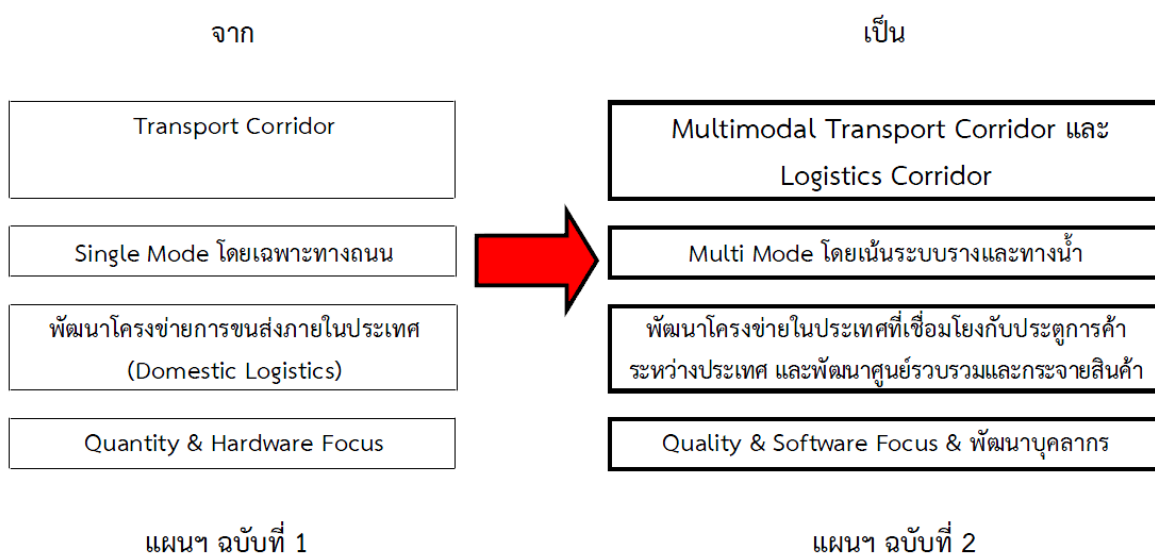 จาก
เป็น
Transport Corridor
Multimodal Transport Corridor และ
Logistics Corridor
Single Mode โดยเฉพาะทางถนน
Multi Mode โดยเน้นระบบรางและทางน้ำ
พัฒนาโครงข่ายการขนส่งภายในประเทศ
(Domestic Logistics)
พัฒนาโครงข่ายในประเทศที่เชื่อมโยงกับประตูการค้า
ระหว่างประเทศ และพัฒนาศูนย์รวบรวมและกระจายสินค้า
Quantity & Hardware Focus
Quality & Software Focus & พัฒนาบุคลากร
แผนฯ ฉบับที่ 1
แผนฯ ฉบับที่ 2